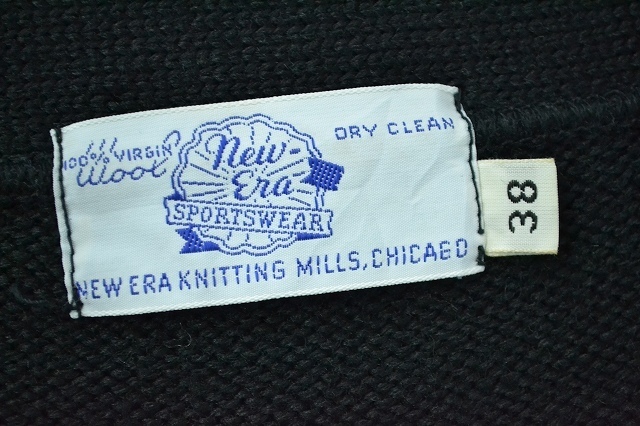 100% VIRGIN
Wool
DRY CLEAN
New-
Era
SPORTSWEAR
NEW ERA KNITTING MILLS, CHICAGO
38